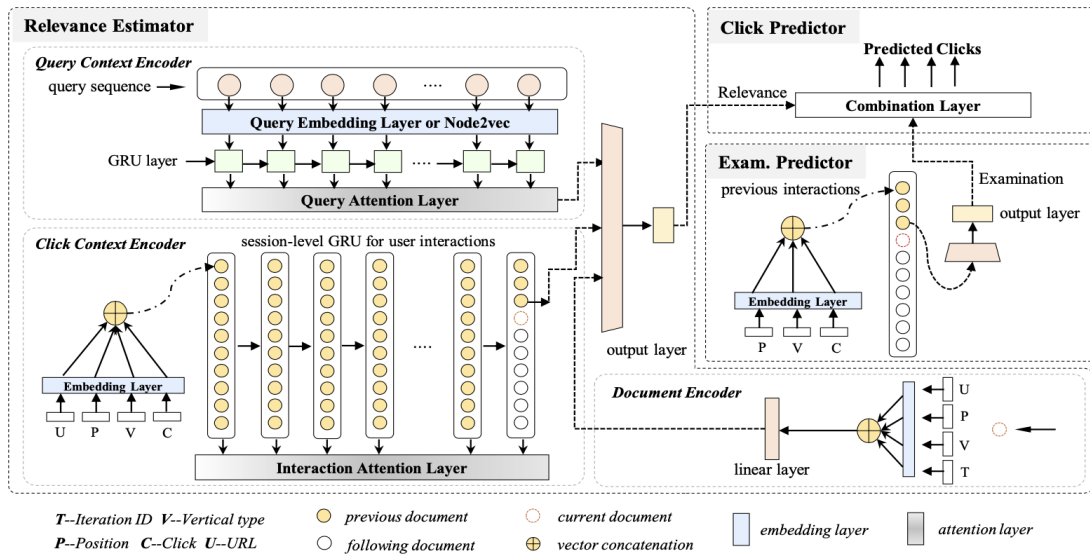 Relevance Estimator
Query Context Encoder
query sequence
....
Query Embedding Layer or Node2vec
GRU layer
....
Query Attention Layer
Click Context Encoder
session-level GRU for user interactions
....
Embedding Layer
U P V C
Interaction Attention Layer
output layer
Click Predictor
Predicted Clicks
Relevance
Combination Layer
Exam. Predictor
previous interactions
Examination
output layer
Embedding Layer
P V C
Document Encoder
U
P
V
T
linear layer
T--Iteration ID V--Vertical type
P--Position C--Click U--URL
previous document
following document
current document
vector concatenation
embedding layer
attention layer